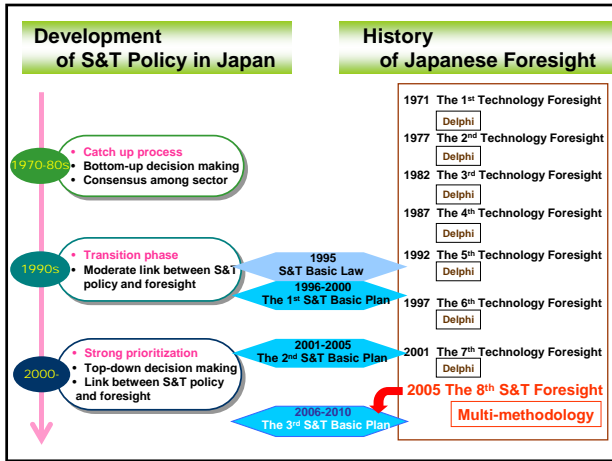 Development
of S&T Policy in Japan
1970-80s
• Catch up process
• Bottom-up decision making
• Consensus among sector
1990s
• Transition phase
• Moderate link between S&T
policy and foresight
2000-
• Strong prioritization
• Top-down decision making
• Link between S&T policy
and foresight
1995
S&T Basic Law
1996-2000
The 1st S&T Basic Plan
2001-2005
The 2nd S&T Basic Plan
2006-2010
The 3rd S&T Basic Plan
History
of Japanese Foresight
1971 The 1st Technology Foresight
Delphi
1977 The 2nd Technology Foresight
Delphi
1982 The 3rd Technology Foresight
Delphi
1987 The 4th Technology Foresight
Delphi
1992 The 5th Technology Foresight
Delphi
1997 The 6th Technology Foresight
Delphi
2001 The 7th Technology Foresight
Delphi
2005 The 8th S&T Foresight
Multi-methodology